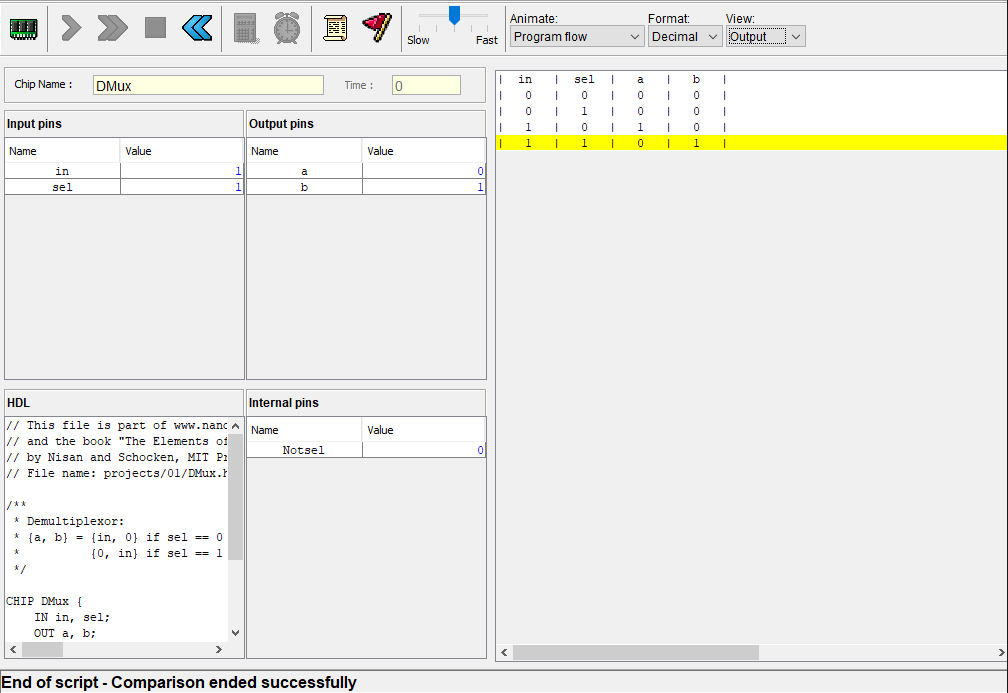 Animate: Format: View:
Slow Fast Program flow Decimal Output
Chip Name : DMux Time : 0
Input pins
Name Value
in 1
sel 1
Output pins
Name Value
a 0
b 1
| in | sel | a | b |
| 0 | 0 | 0 | 0 |
| 0 | 1 | 0 | 0 |
| 1 | 0 | 1 | 0 |
| 1 | 1 | 0 | 1 |
HDL
// This file is part of www.nand
// and the book "The Elements of
// by Nisan and Schocken, MIT Pr
// File name: projects/01/DMux.h
/**
* Demultiplexor:
* {a, b} = {in, 0} if sel == 0
* {0, in} if sel == 1
*/
CHIP DMux {
IN in, sel;
OUT a, b;
Internal pins
Name Value
Notsel 0
End of script - Comparison ended successfully